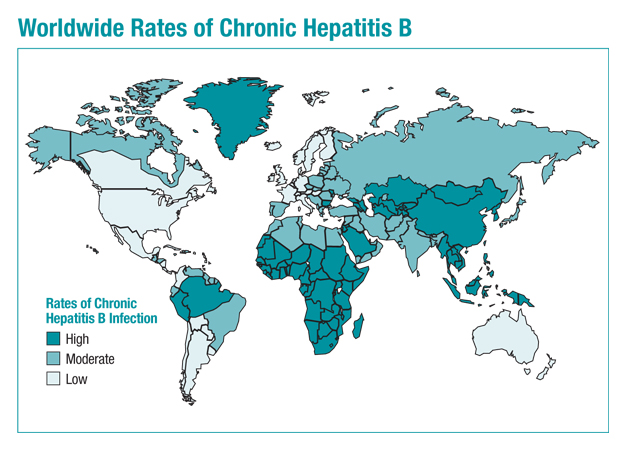 Worldwide Rates of Chronic Hepatitis B
Rates of Chronic
Hepatitis B Infection
High
Moderate
Low